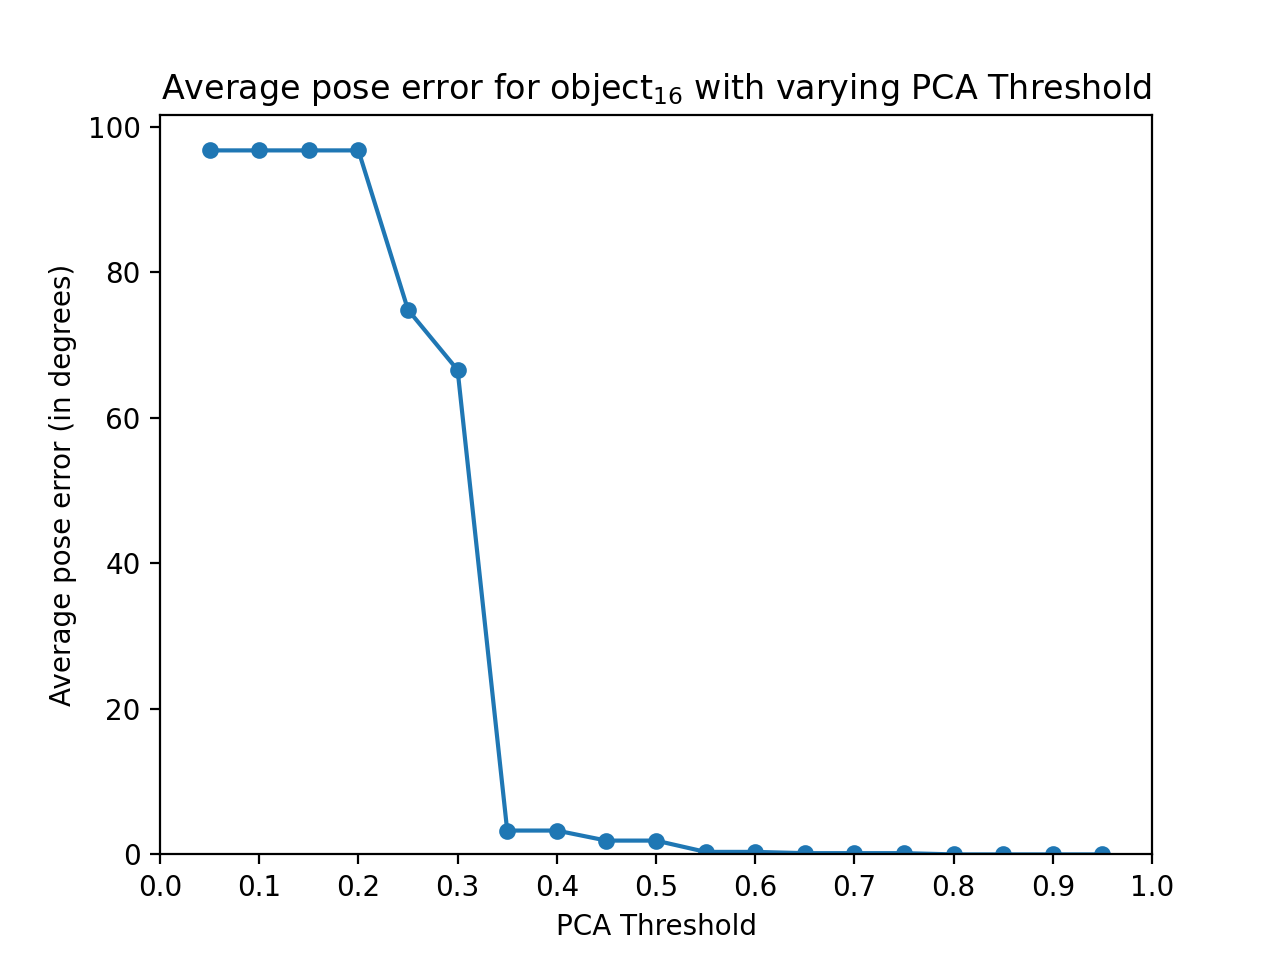 Average pose error for object₁₆ with varying PCA Threshold
100
80
60
40
20
0
Average pose error (in degrees)
0.0 0.1 0.2 0.3 0.4 0.5 0.6 0.7 0.8 0.9 1.0
PCA Threshold